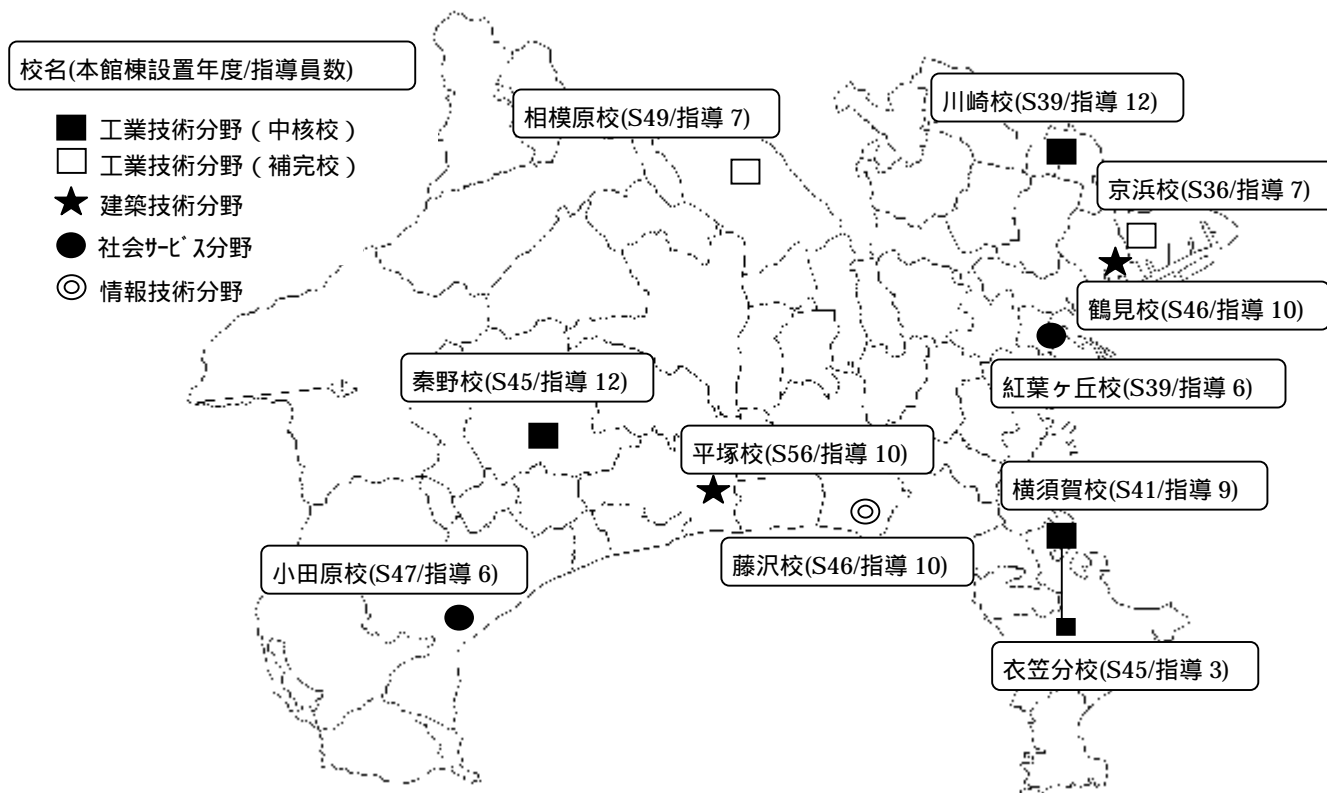 校名(本館棟設置年度/指導員数)
工業技術分野(中核校)
工業技術分野(補完校)
建築技術分野
社会ｻｰﾋﾞｽ分野
情報技術分野
相模原校(S49/指導 7)
川崎校(S39/指導 12)
京浜校(S36/指導 7)
鶴見校(S46/指導 10)
紅葉ヶ丘校(S39/指導 6)
秦野校(S45/指導 12)
平塚校(S56/指導 10)
横須賀校(S41/指導 9)
藤沢校(S46/指導 10)
小田原校(S47/指導 6)
衣笠分校(S45/指導 3)